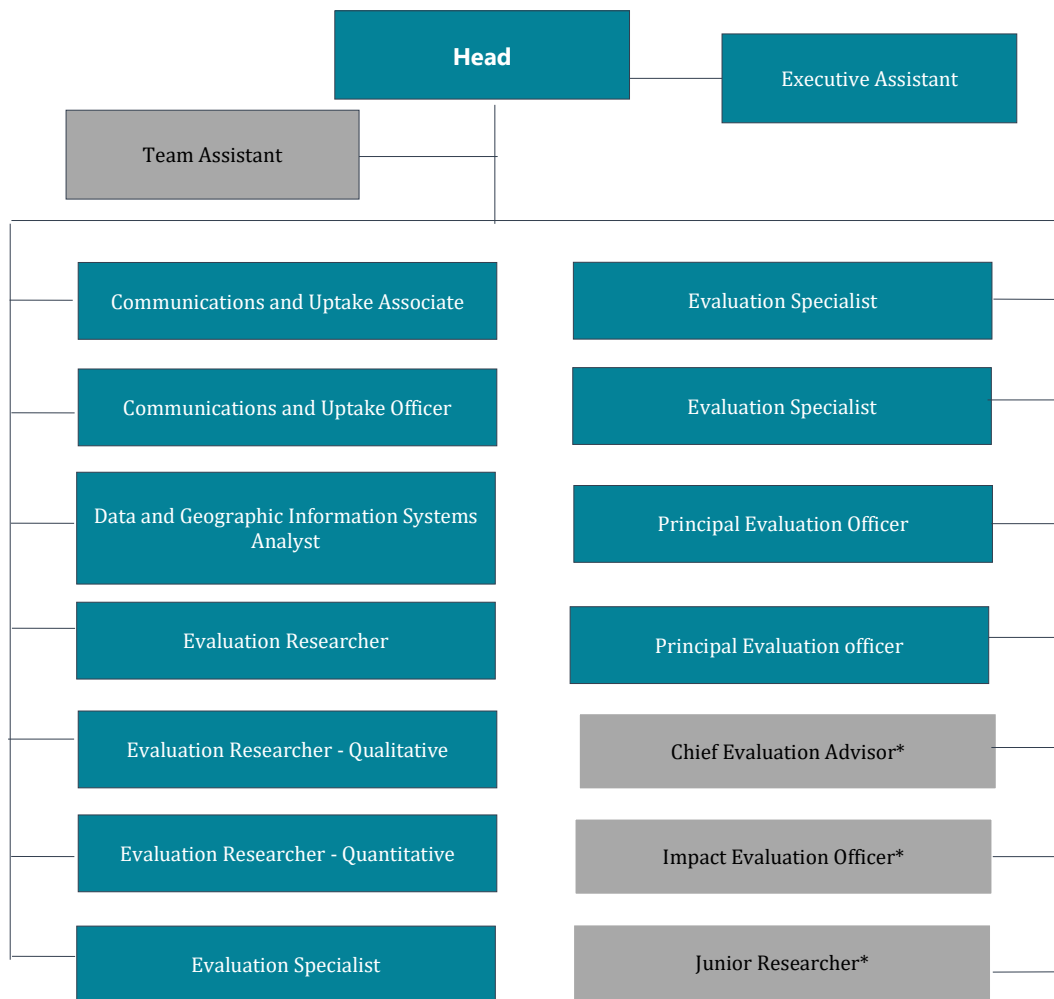 Head
Executive Assistant
Team Assistant
Communications and Uptake Associate
Communications and Uptake Officer
Data and Geographic Information Systems
Analyst
Evaluation Researcher
Evaluation Researcher - Qualitative
Evaluation Researcher - Quantitative
Evaluation Specialist
Evaluation Specialist
Evaluation Specialist
Principal Evaluation Officer
Principal Evaluation officer
Chief Evaluation Advisor*
Impact Evaluation Officer*
Junior Researcher*